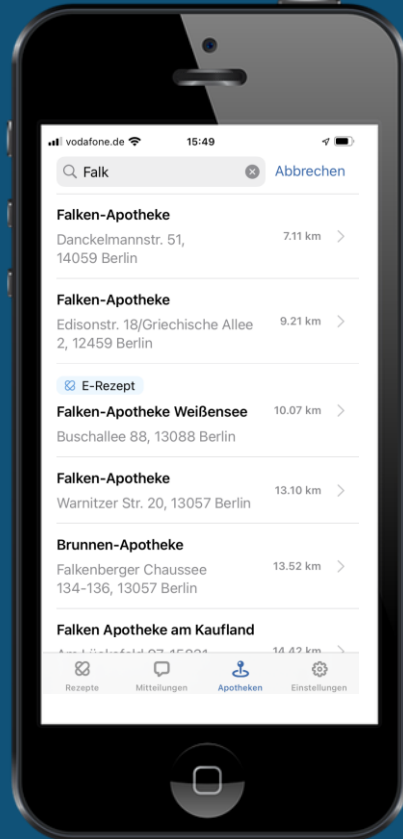 vodafone.de 15:49
Falk Abbrechen
Falken-Apotheke
Danckelmannstr. 51, 7.11 km
14059 Berlin
Falken-Apotheke
Edisonstr. 18/Griechische Allee 9.21 km
2, 12459 Berlin
E-Rezept
Falken-Apotheke Weißensee 10.07 km
Buschallee 88, 13088 Berlin
Falken-Apotheke
Warnitzer Str. 20, 13057 Berlin 13.10 km
Brunnen-Apotheke
Falkenberger Chaussee 13.52 km
134-136, 13057 Berlin
Falken Apotheke am Kaufland
14.42 km
Rezepte Mitteilungen Apotheken Einstellungen